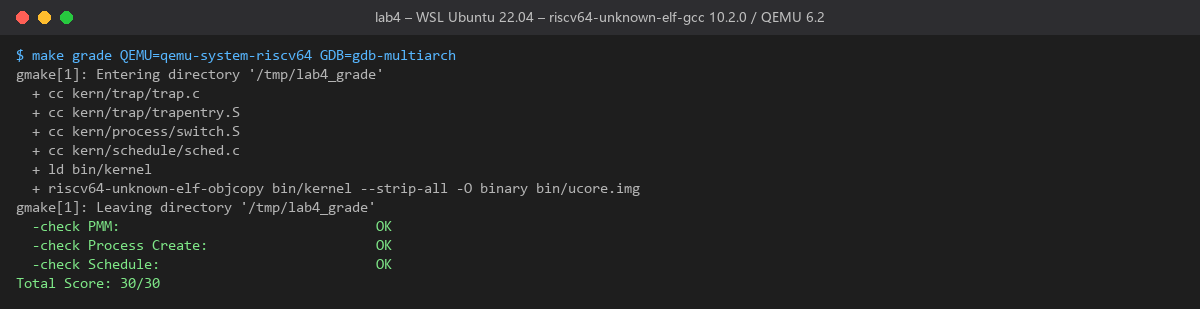 lab4 – WSL Ubuntu 22.04 – riscv64-unknown-elf-gcc 10.2.0 / QEMU 6.2
$ make grade QEMU=qemu-system-riscv64 GDB=gdb-multiarch
gmake[1]: Entering directory '/tmp/lab4_grade'
  + cc kern/trap/trap.c
  + cc kern/trap/trapentry.S
  + cc kern/process/switch.S
  + cc kern/schedule/sched.c
  + ld bin/kernel
  + riscv64-unknown-elf-objcopy bin/kernel --strip-all -O binary bin/ucore.img
gmake[1]: Leaving directory '/tmp/lab4_grade'
  -check PMM:                                OK
  -check Process Create:                     OK
  -check Schedule:                           OK
Total Score: 30/30